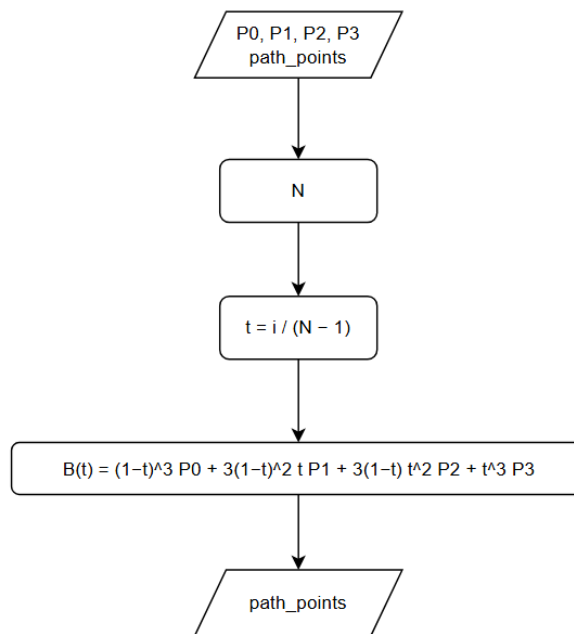 P0, P1, P2, P3
path_points
N
t = i / (N − 1)
B(t) = (1−t)^3 P0 + 3(1−t)^2 t P1 + 3(1−t) t^2 P2 + t^3 P3
path_points